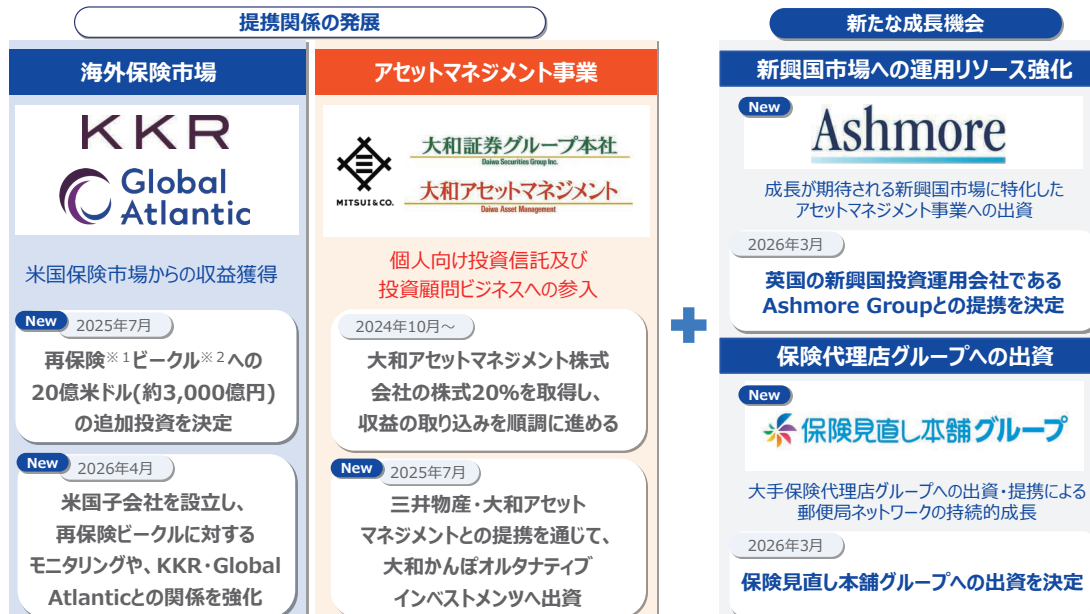 提携関係の発展
海外保険市場
KKR
Global
Atlantic
米国保険市場からの収益獲得
New
2025年7月
再保険※1ビークル※2への
20億米ドル(約3,000億円)
の追加投資を決定
New
2026年4月
米国子会社を設立し、
再保険ビークルに対する
モニタリングや、KKR・Global
Atlanticとの関係を強化
アセットマネジメント事業
MITSUI&CO.
大和証券グループ本社
Daiwa Securities Group Inc.
大和アセットマネジメント
Daiwa Asset Management
個人向け投資信託及び
投資顧問ビジネスへの参入
2024年10月～
大和アセットマネジメント株式
会社の株式20%を取得し、
収益の取り込みを順調に進める
New
2025年7月
三井物産・大和アセット
マネジメントとの提携を通じて、
大和かんぽオルタナティブ
インベストメンツへ出資
新たな成長機会
新興国市場への運用リソース強化
New
Ashmore
成長が期待される新興国市場に特化した
アセットマネジメント事業への出資
2026年3月
英国の新興国投資運用会社である
Ashmore Groupとの提携を決定
保険代理店グループへの出資
New
保険見直し本舗グループ
大手保険代理店グループへの出資・提携による
郵便局ネットワークの持続的成長
2026年3月
保険見直し本舗グループへの出資を決定